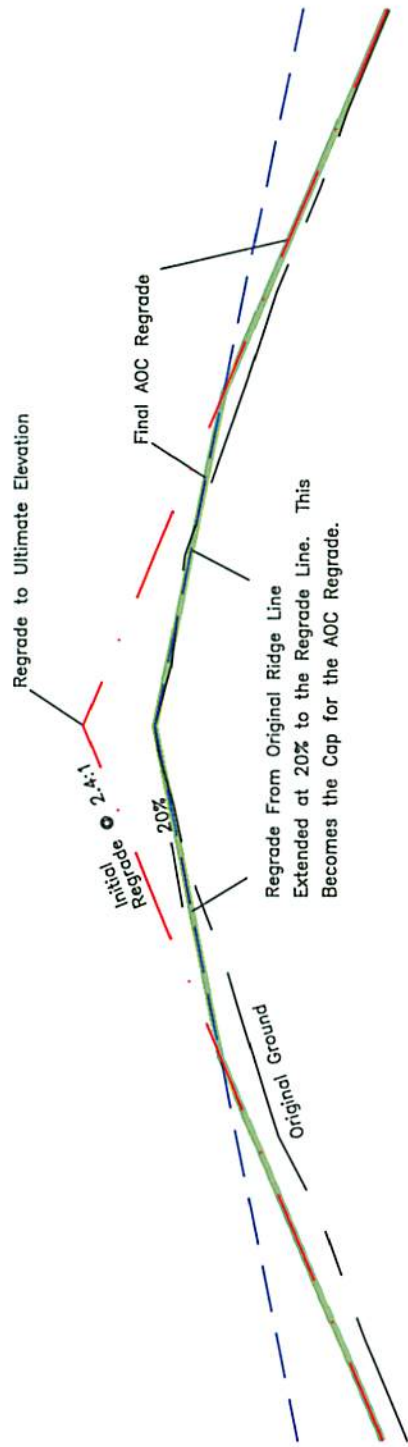 Regrade to Ultimate Elevation
Initial
Regrade @ 2.4:1
20%
Final AOC Regrade
Original Ground
Regrade From Original Ridge Line
Extended at 20% to the Regrade Line. This
Becomes the Cap for the AOC Regrade.